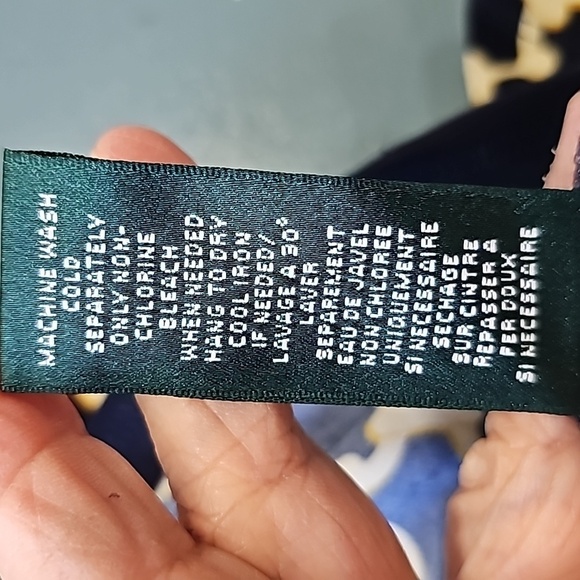 MACHINE WASH
COLD
SEPARATELY
ONLY NON-
CHLORINE
BLEACH
WHEN NEEDED
HANG TO DRY
COOL IRON
IF NEEDED/
LAVAGE A 30°
LAVER
SEPAREMENT
EAU DE JAVEL
NON CHLOREE
UNIQUEMENT
SI NECESSAIRE
SECHAGE
SUR CINTRE
REPASSER A
FER DOUX
SI NECESSAIRE